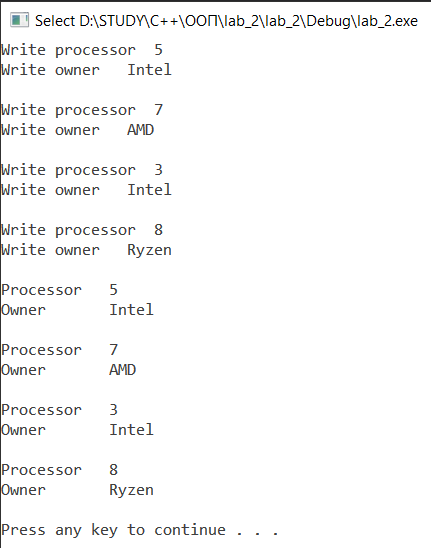 Select D:\STUDY\C++\ООП\lab_2\lab_2\Debug\lab_2.exe
Write processor  5
Write owner   Intel
Write processor  7
Write owner   AMD
Write processor  3
Write owner   Intel
Write processor  8
Write owner   Ryzen
Processor   5
Owner       Intel
Processor   7
Owner       AMD
Processor   3
Owner       Intel
Processor   8
Owner       Ryzen
Press any key to continue . . .